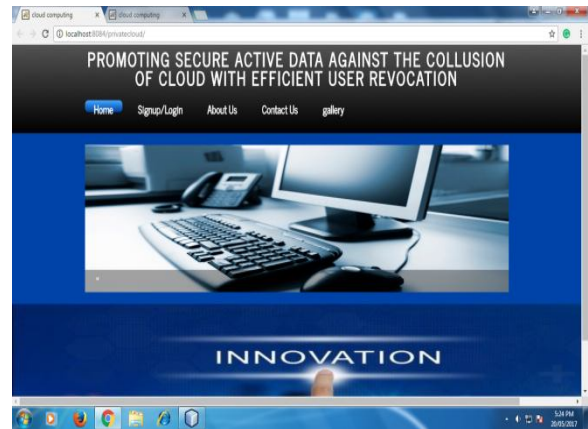 cloud computing cloud computing
localhost:8084/privatecloud/
PROMOTING SECURE ACTIVE DATA AGAINST THE COLLUSION
OF CLOUD WITH EFFICIENT USER REVOCATION
Home Signup/Login About Us Contact Us gallery
INNOVATION
5:24 PM
20/05/2017